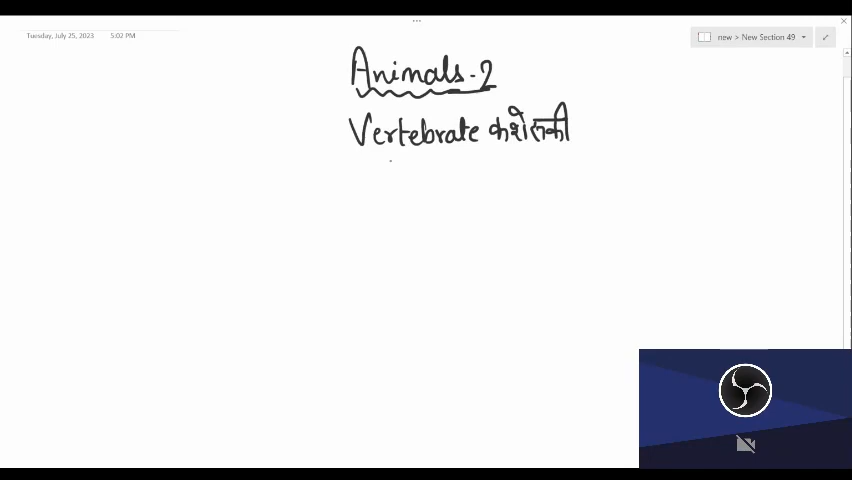 Tuesday, July 25, 2023 5:02 PM
new > New Section 49
Animals-2
Vertebrate कशेरूकी